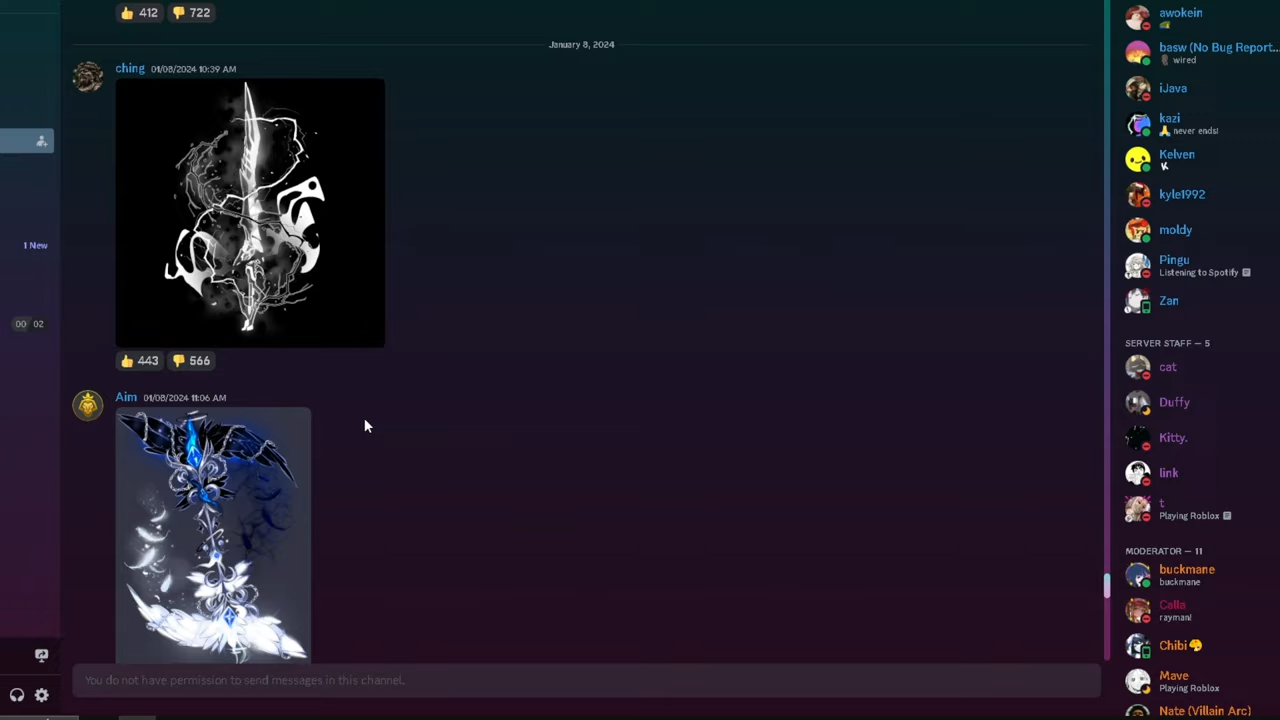 👍 412 👎 722
January 8, 2024
ching 01/08/2024 10:39 AM
👍 443 👎 566
Aim 01/08/2024 11:06 AM
You do not have permission to send messages in this channel.
1 New
00 02
awokein
basw (No Bug Report...
wired
iJava
kazi
🙏 never ends!
Kelven
kyle1992
moldy
Pingu
Listening to Spotify
Zan
SERVER STAFF — 5
cat
Duffy
Kitty.
link
t
Playing Roblox
MODERATOR — 11
buckmane
buckmane
Calla
rayman!
Chibi
Mave
Playing Roblox
Nate (Villain Arc)